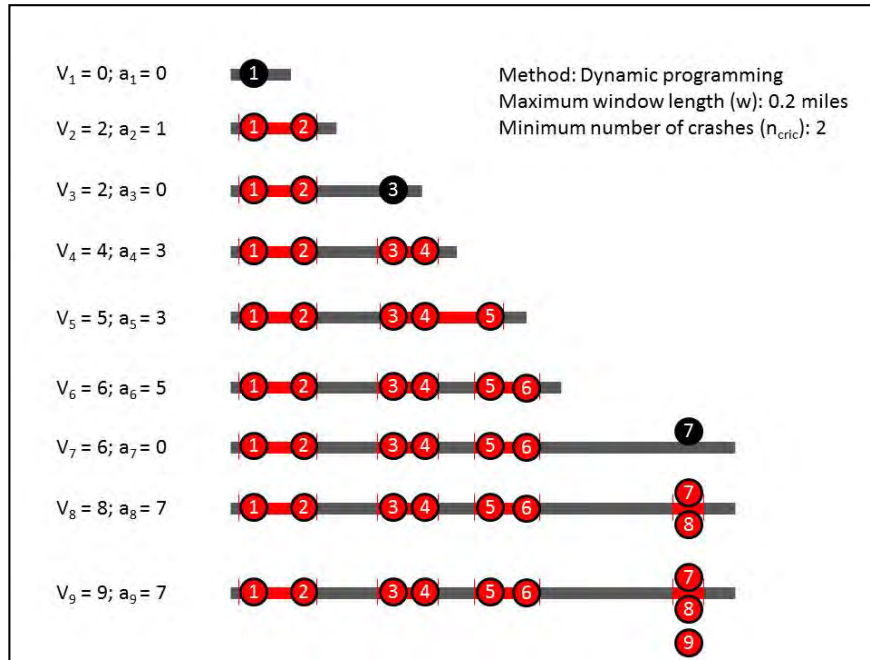 V₁ = 0; a₁ = 0
1
Method: Dynamic programming
Maximum window length (w): 0.2 miles
Minimum number of crashes (n_cric): 2
V₂ = 2; a₂ = 1
1 2
V₃ = 2; a₃ = 0
1 2 3
V₄ = 4; a₄ = 3
1 2 3 4
V₅ = 5; a₅ = 3
1 2 3 4 5
V₆ = 6; a₆ = 5
1 2 3 4 5 6
V₇ = 6; a₇ = 0
1 2 3 4 5 6 7
V₈ = 8; a₈ = 7
1 2 3 4 5 6 7 8
V₉ = 9; a₉ = 7
1 2 3 4 5 6 7 8 9